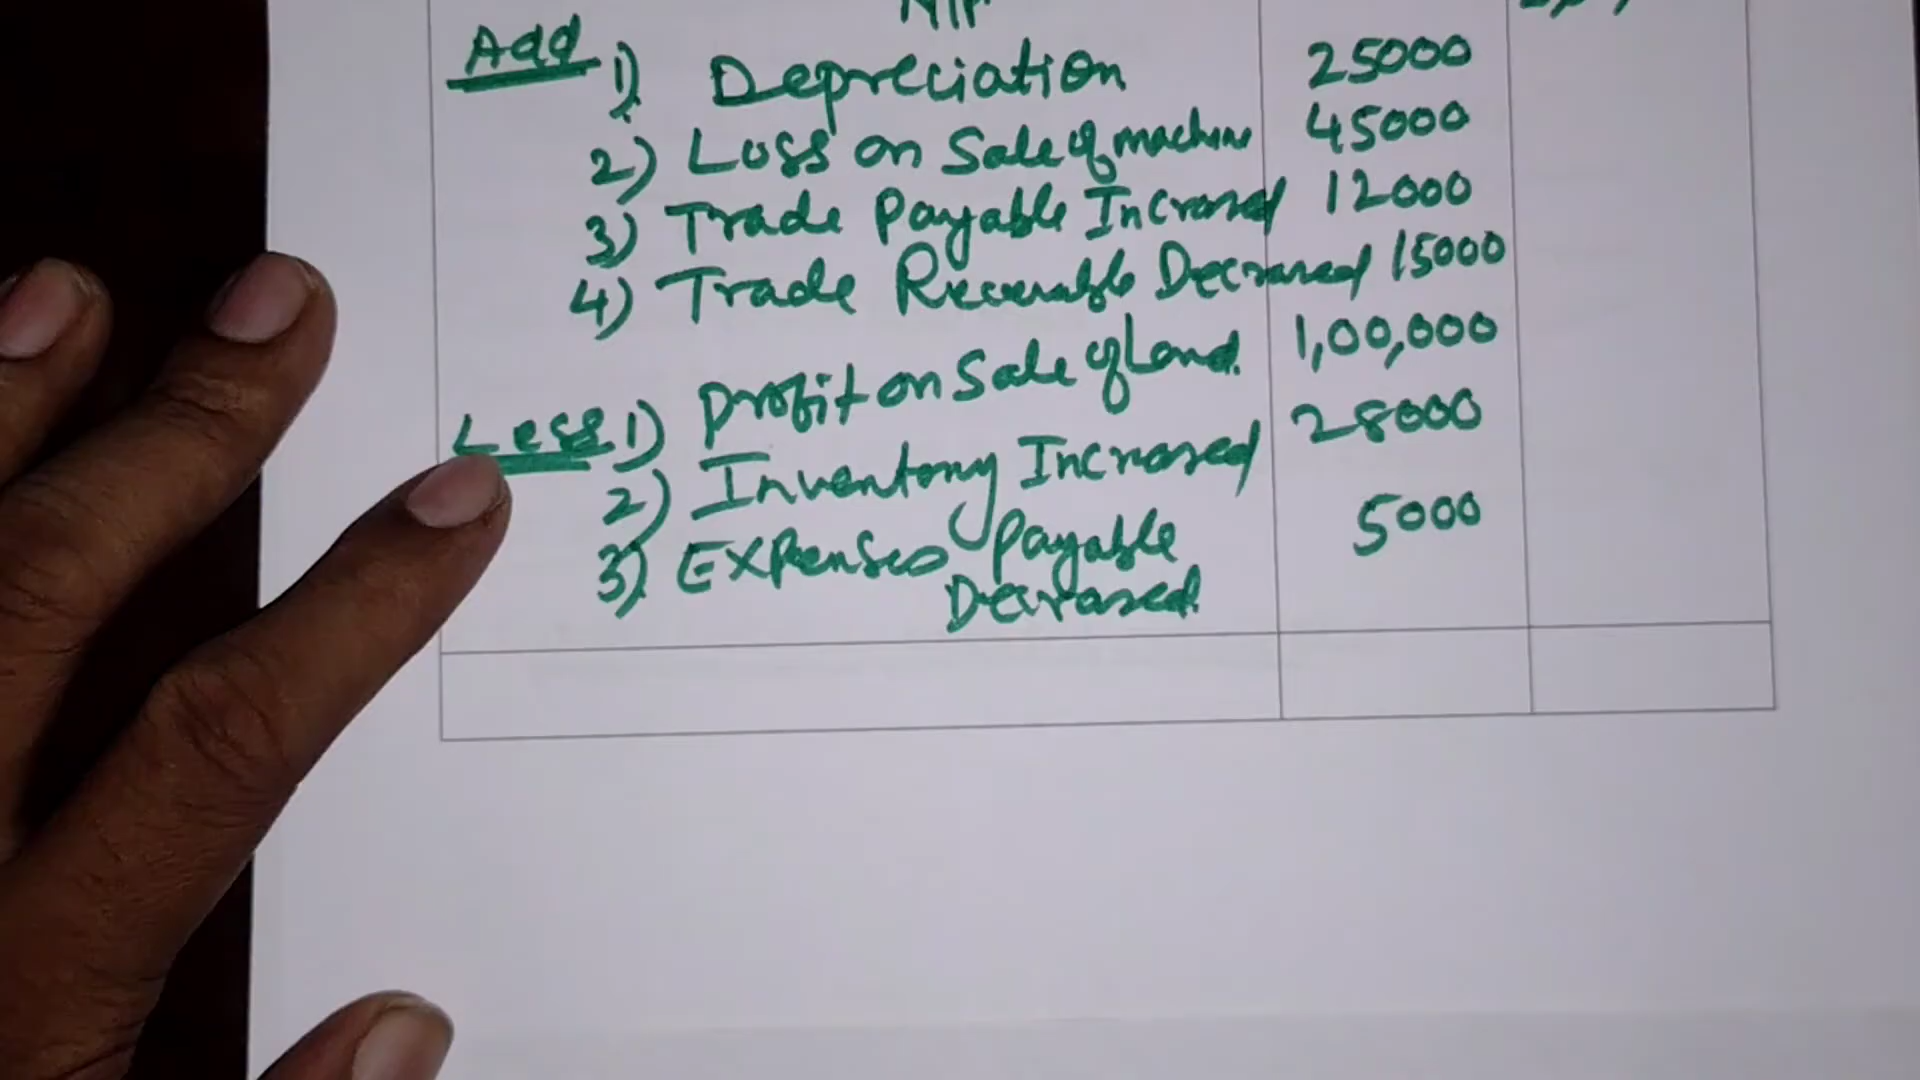 Add 1) Depreciation 25000
2) Loss on Sale of machine 45000
3) Trade Payable Increased 12000
4) Trade Receivable Decreased 15000
Less 1) Profit on Sale of Land. 1,00,000
2) Inventory Increased 28000
3) Expenses Payable 5000
Decreased.